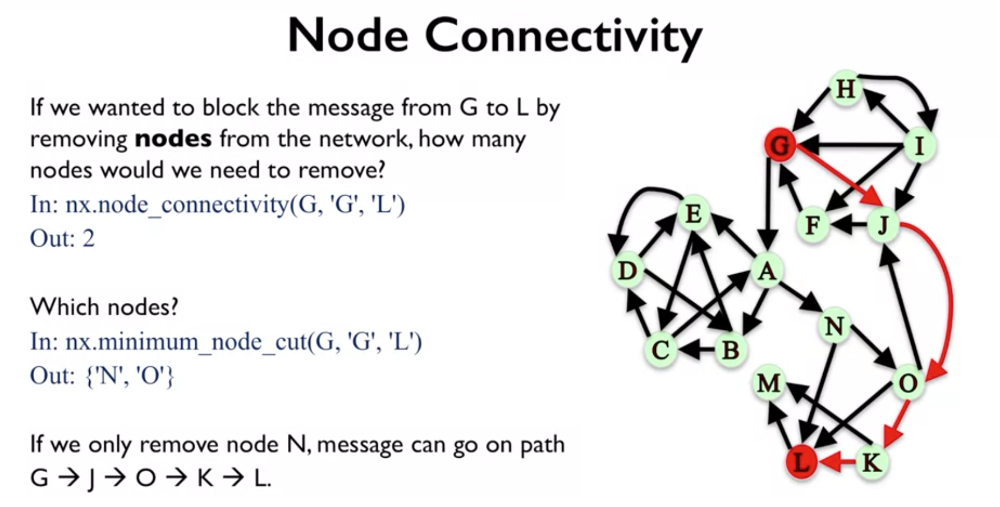 Node Connectivity
If we wanted to block the message from G to L by
removing nodes from the network, how many
nodes would we need to remove?
In: nx.node_connectivity(G, 'G', 'L')
Out: 2
Which nodes?
In: nx.minimum_node_cut(G, 'G', 'L')
Out: {'N', 'O'}
If we only remove node N, message can go on path
G → J → O → K → L.
H
G
I
E
F
J
D
A
N
C
B
M
O
L
K